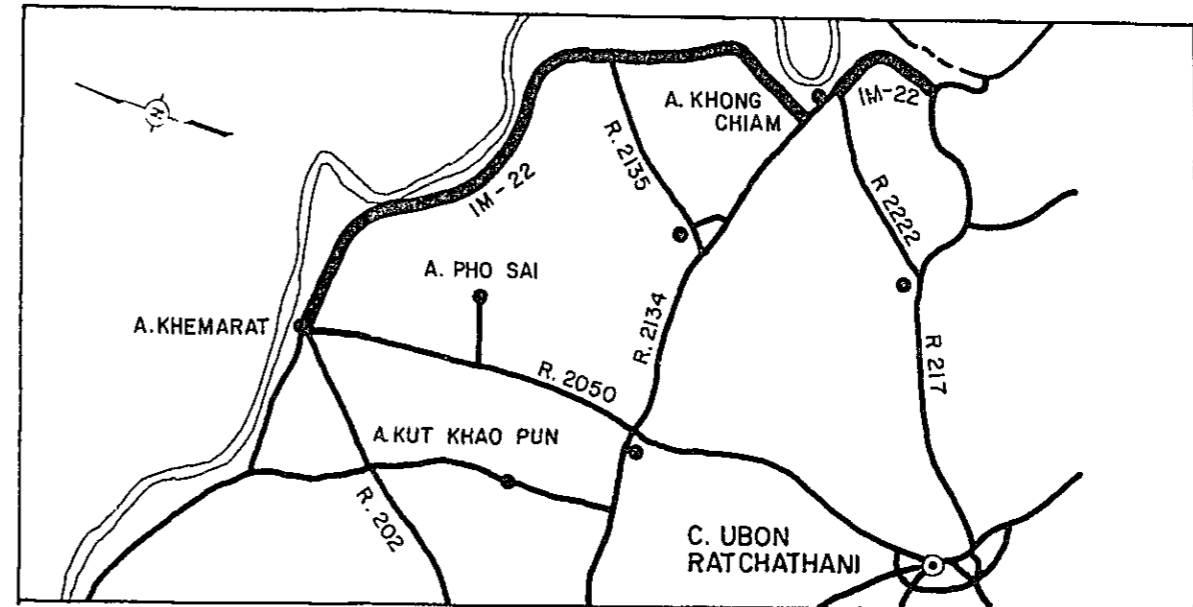 N
A. KHONG
CHIAM
IM-22
R. 2135
IM-22
R 2222
A. PHO SAI
A.KHEMARAT
R. 2134
R. 2050
R 217
A.KUT KHAO PUN
R. 202
C. UBON
RATCHATHANI